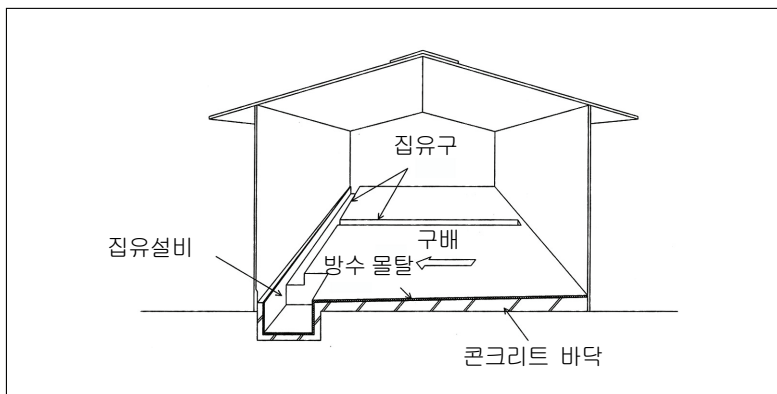 집유구
구배
집유설비
방수 몰탈
콘크리트 바닥